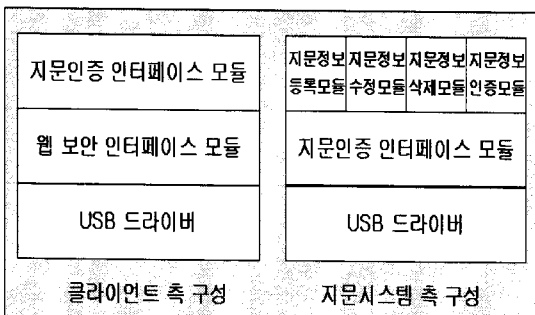 지문인증 인터페이스 모듈
웹 보안 인터페이스 모듈
USB 드라이버
클라이언트 측 구성
지문정보 등록모듈
지문정보 수정모듈
지문정보 삭제모듈
지문정보 인증모듈
지문인증 인터페이스 모듈
USB 드라이버
지문시스템 측 구성